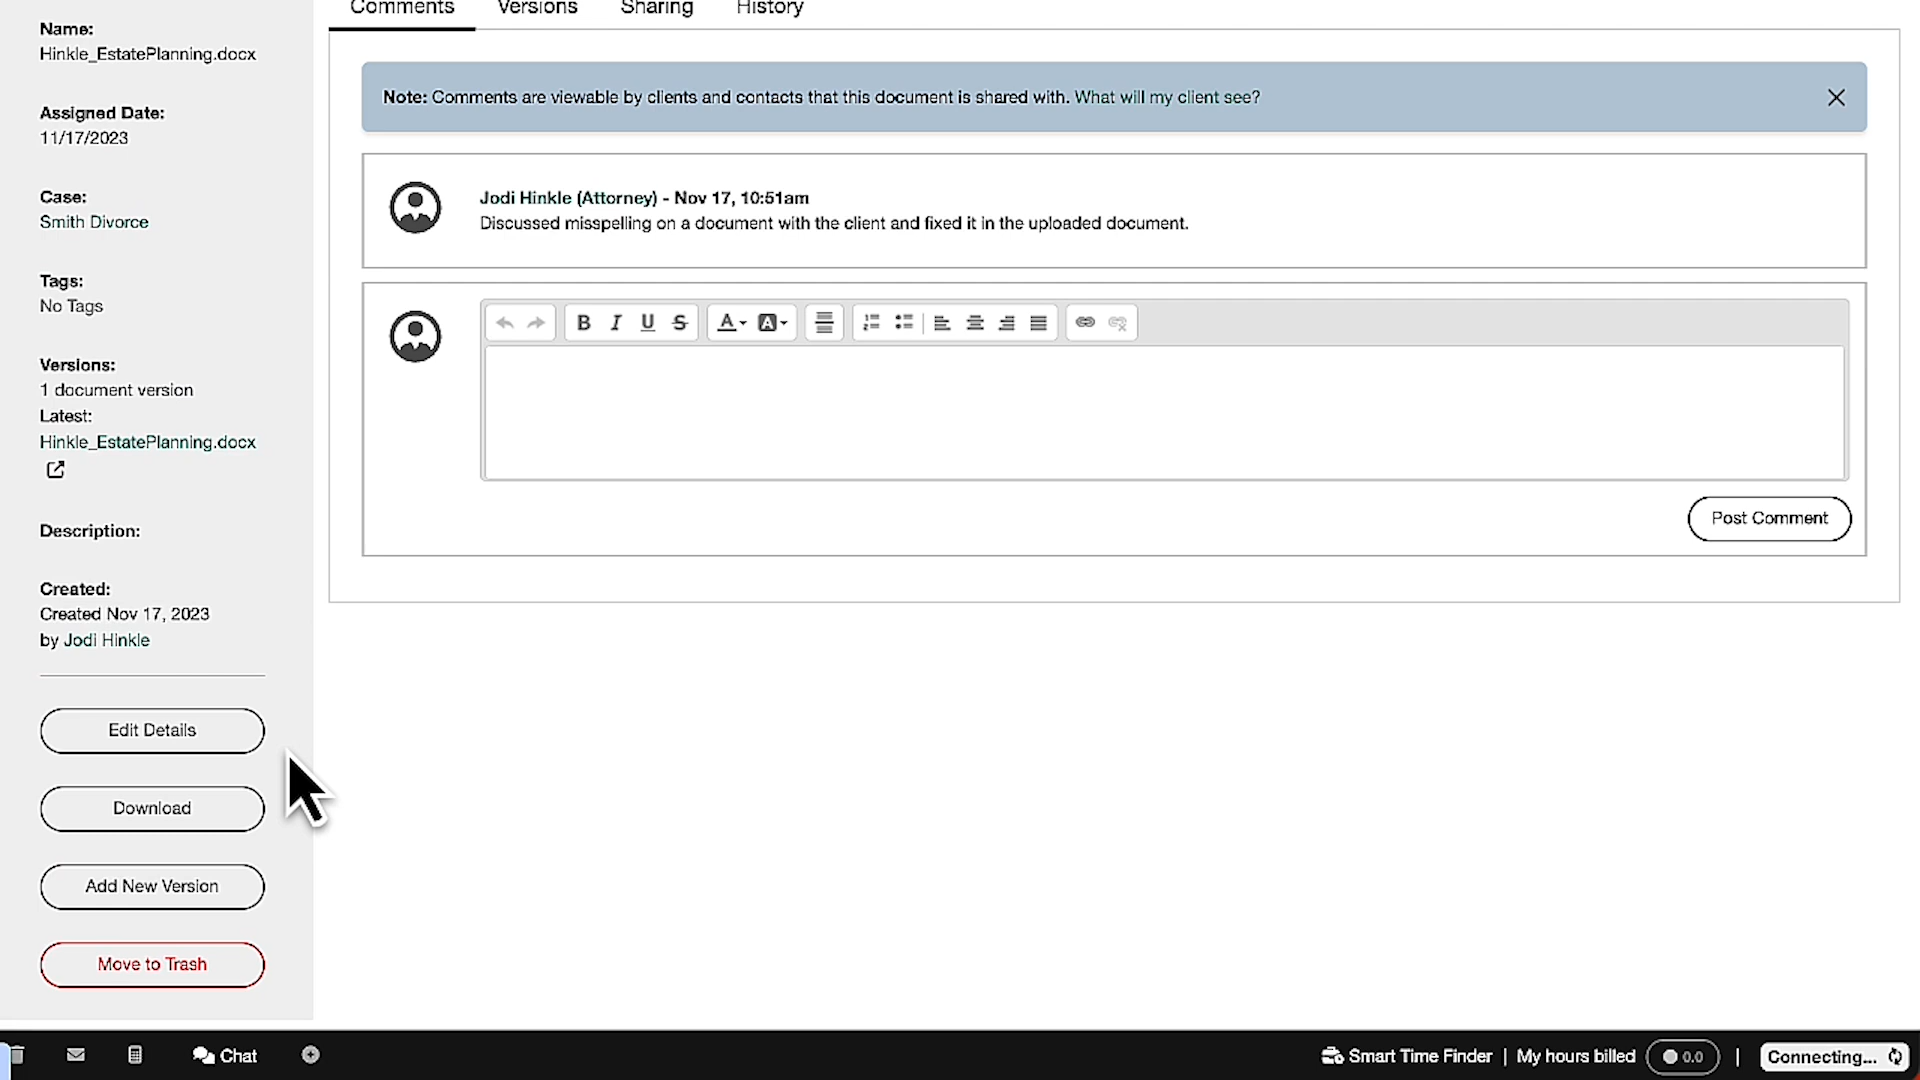 Name:
Hinkle_EstatePlanning.docx
Assigned Date:
11/17/2023
Case:
Smith Divorce
Tags:
No Tags
Versions:
1 document version
Latest:
Hinkle_EstatePlanning.docx
Description:
Created:
Created Nov 17, 2023
by Jodi Hinkle
Edit Details
Download
Add New Version
Move to Trash
Comments Versions Sharing History
Note: Comments are viewable by clients and contacts that this document is shared with. What will my client see?
Jodi Hinkle (Attorney) - Nov 17, 10:51am
Discussed misspelling on a document with the client and fixed it in the uploaded document.
B I U S A A
Post Comment
Chat Smart Time Finder | My hours billed 0.0 | Connecting...